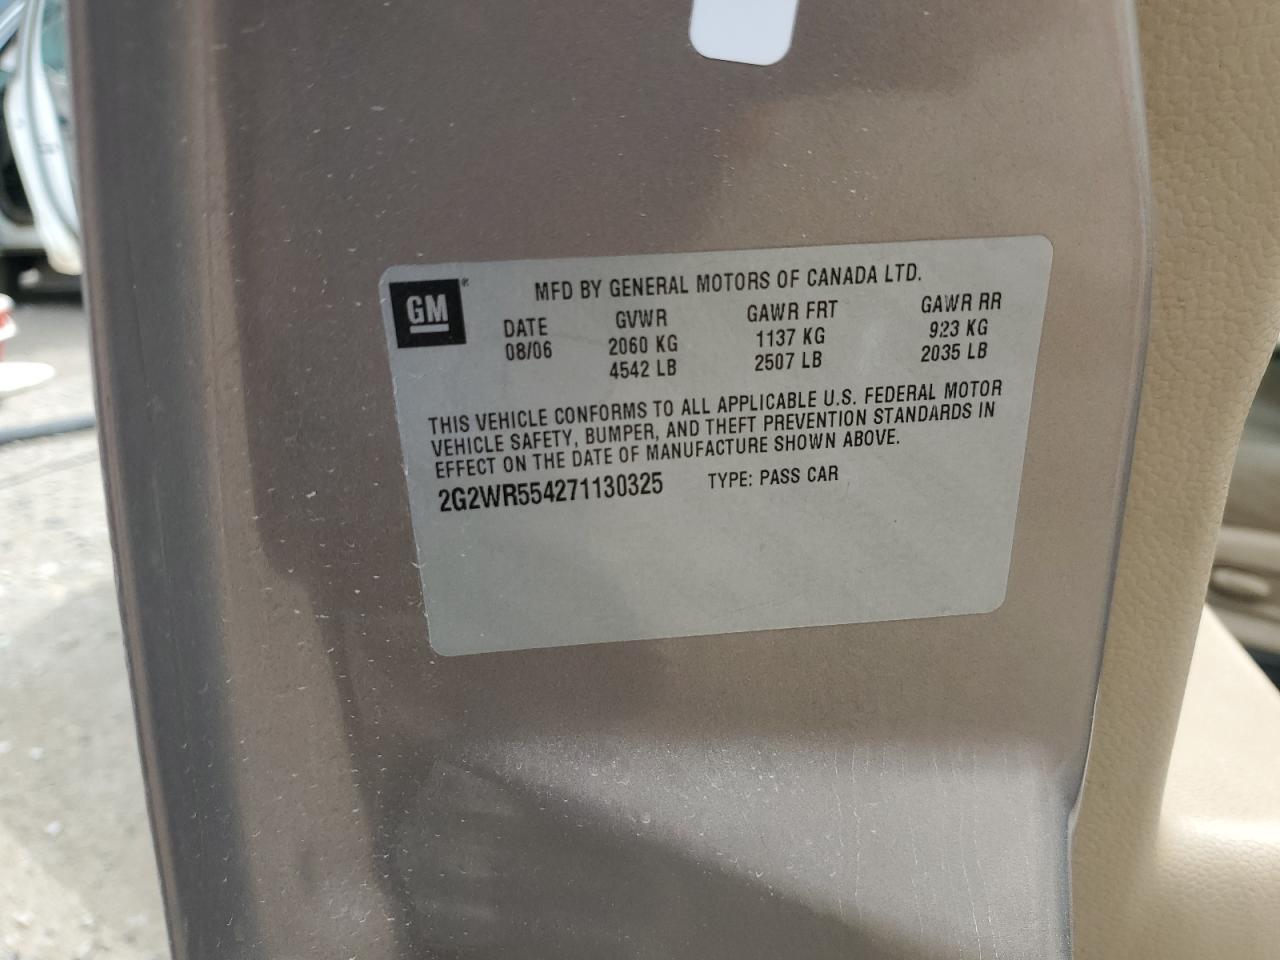 GM
MFD BY GENERAL MOTORS OF CANADA LTD.
DATE GVWR GAWR FRT GAWR RR
08/06 2060 KG 1137 KG 923 KG
4542 LB 2507 LB 2035 LB
THIS VEHICLE CONFORMS TO ALL APPLICABLE U.S. FEDERAL MOTOR
VEHICLE SAFETY, BUMPER, AND THEFT PREVENTION STANDARDS IN
EFFECT ON THE DATE OF MANUFACTURE SHOWN ABOVE.
2G2WR554271130325 TYPE: PASS CAR